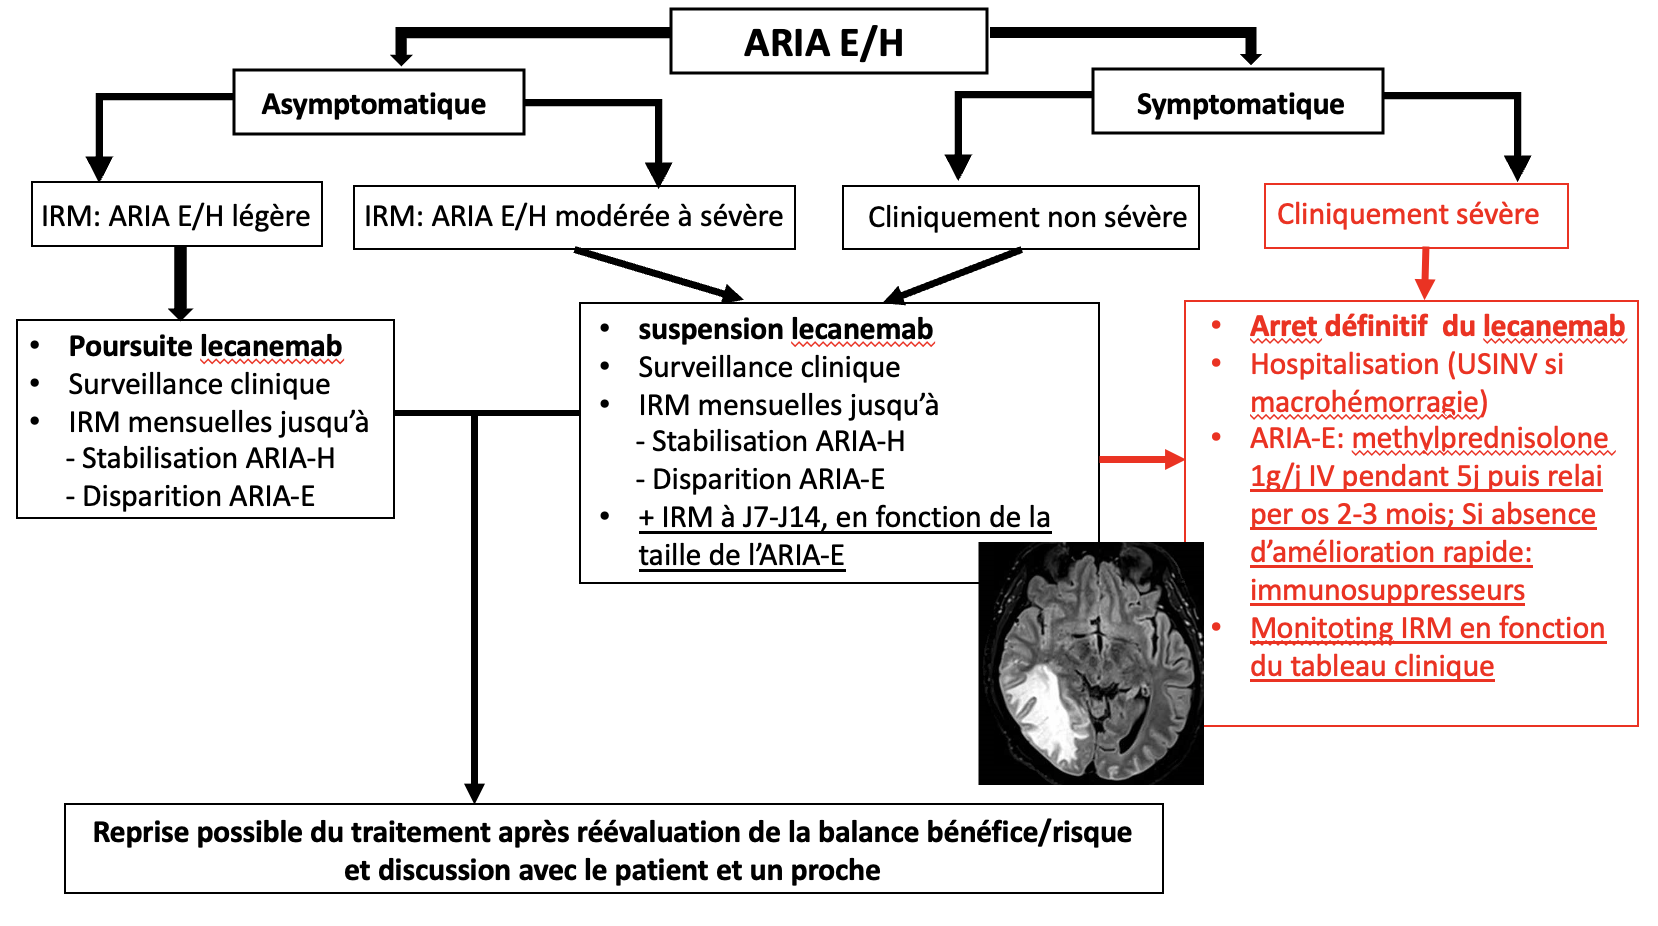 ARIA E/H
Asymptomatique
Symptomatique
IRM: ARIA E/H légère
IRM: ARIA E/H modérée à sévère
Cliniquement non sévère
Cliniquement sévère
• Poursuite lecanemab
• Surveillance clinique
• IRM mensuelles jusqu’à
- Stabilisation ARIA-H
- Disparition ARIA-E
• suspension lecanemab
• Surveillance clinique
• IRM mensuelles jusqu’à
- Stabilisation ARIA-H
- Disparition ARIA-E
• + IRM à J7-J14, en fonction de la
taille de l’ARIA-E
• Arret définitif du lecanemab
• Hospitalisation (USINV si
macrohémorragie)
• ARIA-E: methylprednisolone
1g/j IV pendant 5j puis relai
per os 2-3 mois; Si absence
d’amélioration rapide:
immunosuppresseurs
• Monitoting IRM en fonction
du tableau clinique
Reprise possible du traitement après réévaluation de la balance bénéfice/risque
et discussion avec le patient et un proche